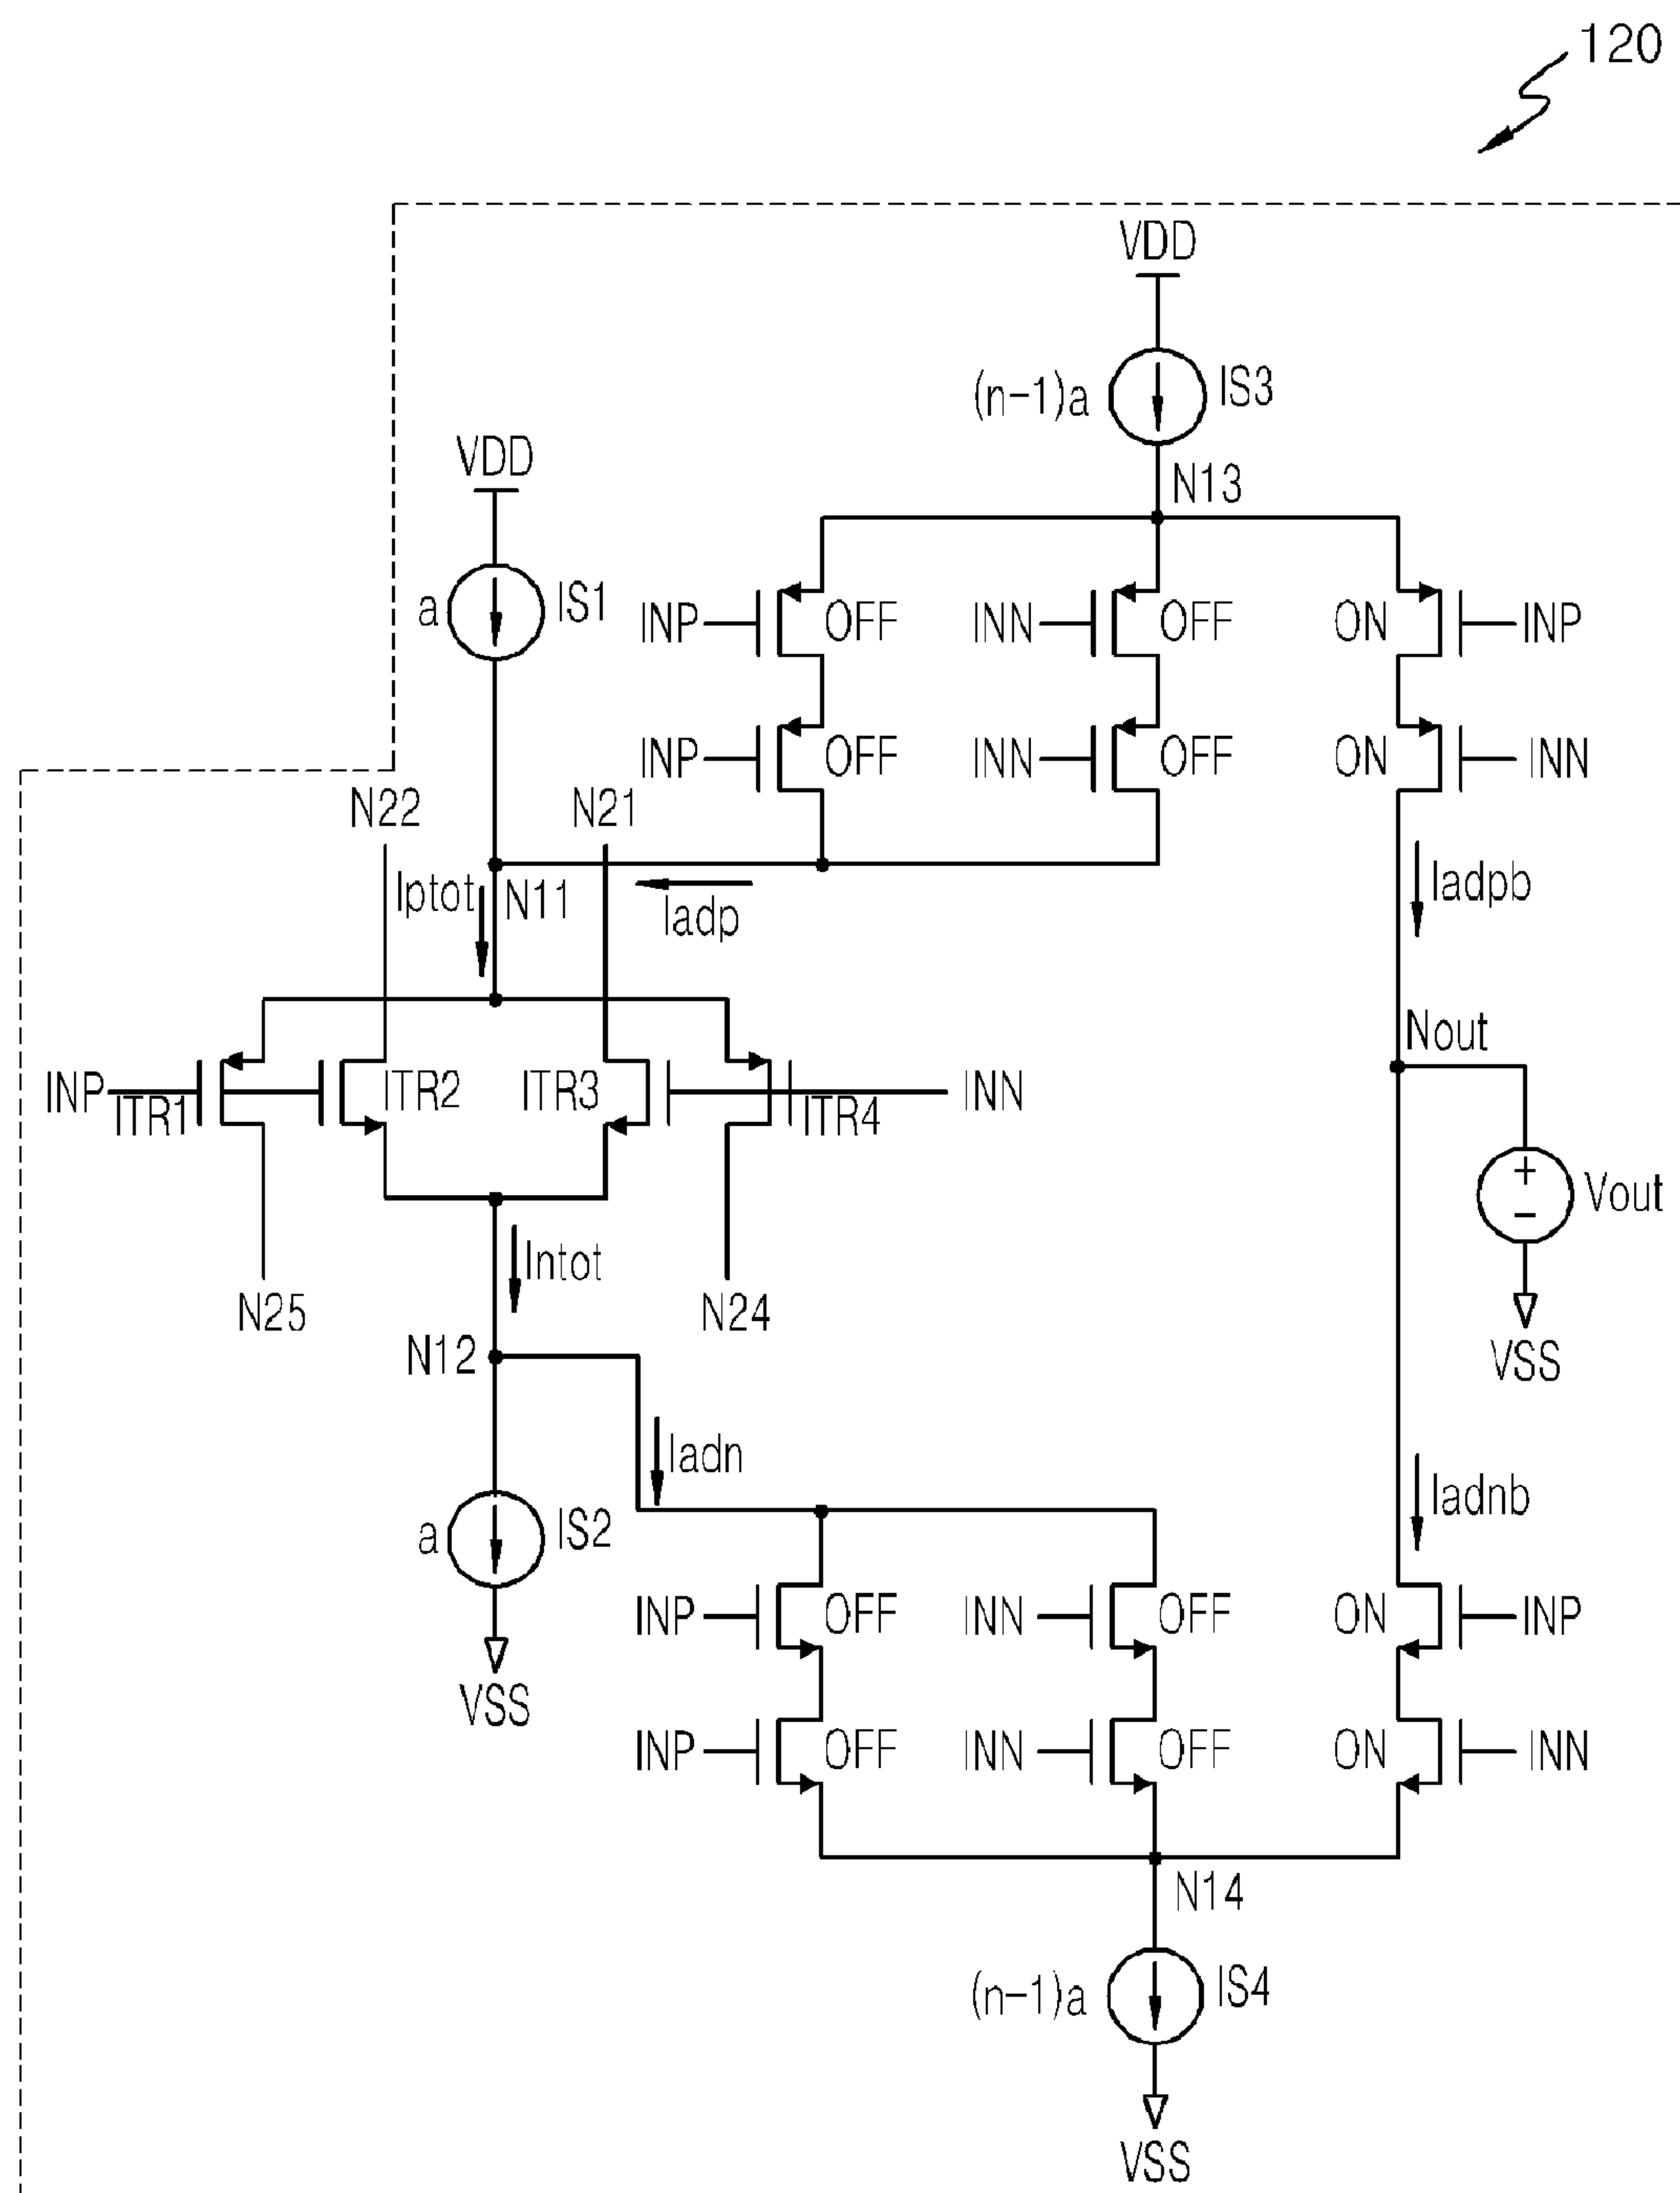 120
VDD
(n-1)a IS3
VDD
N13
a IS1
INP OFF INN OFF ON INP
INP OFF INN OFF ON INN
N22 N21
Iptot N11 Iadp Iadpb
Nout
INP ITR1 ITR2 ITR3 ITR4 INN
Vout
+
-
Intot
N25 N24
N12 VSS
Iadn Iadnb
a IS2
INP OFF INN OFF ON INP
VSS
INP OFF INN OFF ON INN
N14
(n-1)a IS4
VSS